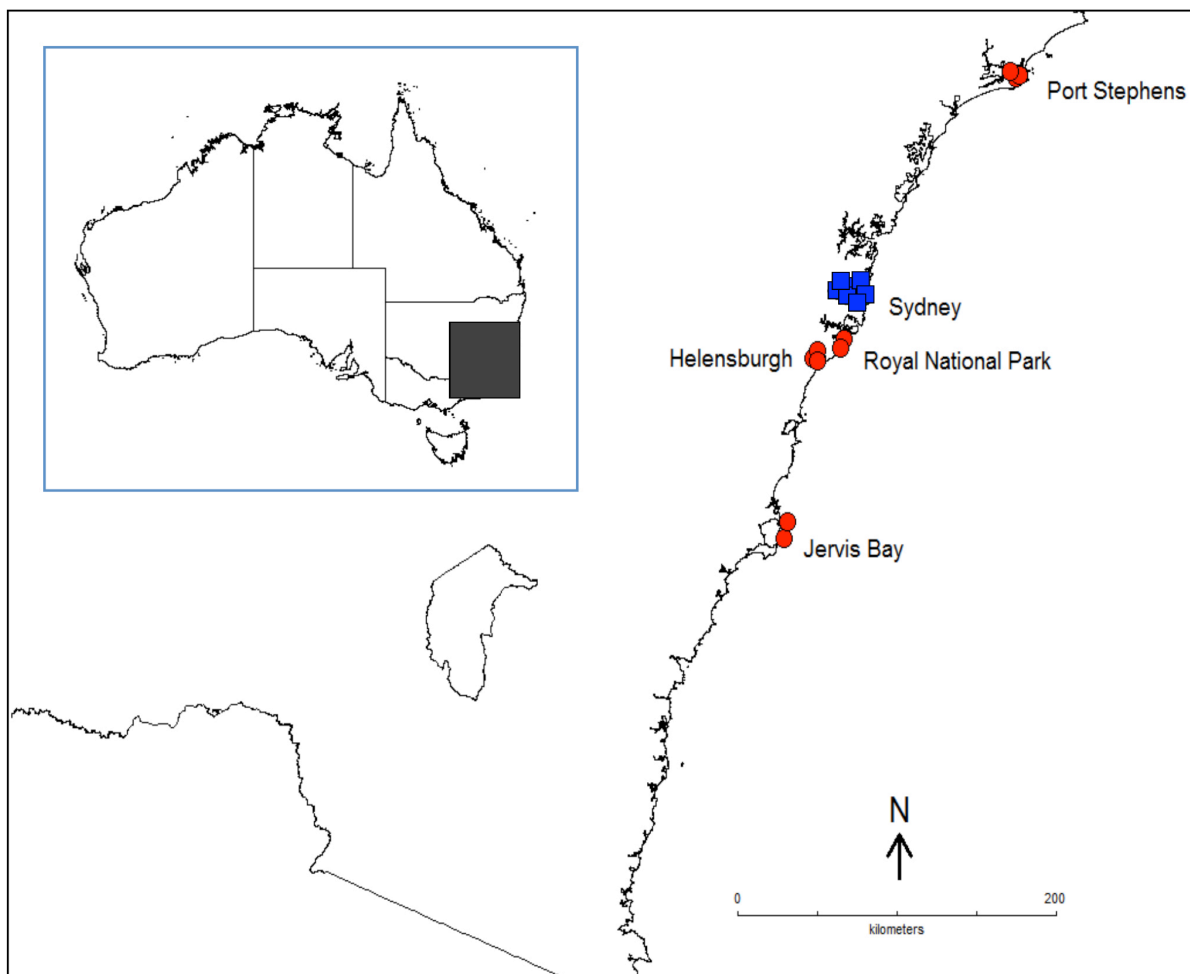 Port Stephens
Sydney
Helensburgh
Royal National Park
Jervis Bay
N
0
200
kilometers